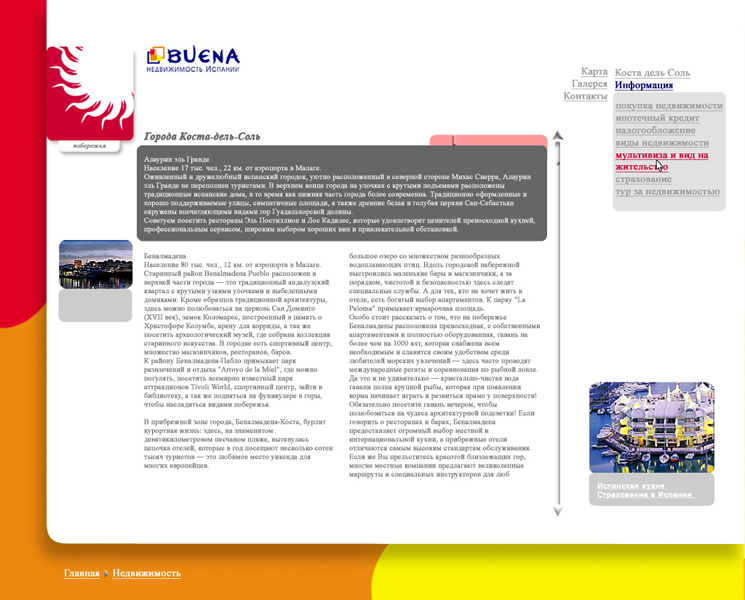 BUENA
НЕДВИЖИМОСТЬ ИСПАНИИ
побережья
Карта
Галерея
Контакты
Коста дель Соль
Информация
покупка недвижимости
ипотечный кредит
налогообложение
виды недвижимости
мультивиза и вид на
жительство
страхование
тур за недвижимостью
Города Коста-дель-Соль
Алаурин эль Гранде
Население 17 тыс. чел., 22 км. от аэропорта в Малаге.
Оживленный и дружелюбный испанский городок, уютно расположенный в северной стороне Михас Сиерра, Алаурин
эль Гранде не переполнен туристами. В верхнем конце города на улочках с крутыми подъемами расположены
традиционные испанские дома, в то время как нижняя часть города более современна. Традиционно оформленные и
хорошо поддерживаемые улицы, симпатичные площади, а также древние белая и голубая церкви Сан-Себастьян
окружены впечатляющими видами гор Гуадальхорской долины.
Советуем посетить рестораны Эль Постиллион и Лос Кадилес, которые удовлетворят ценителей превосходной кухней,
профессиональным сервисом, широким выбором хороших вин и привлекательной обстановкой.
Беналмадена
Население 80 тыс. чел., 12 км. от аэропорта в Малаге.
Старинный район Benalmadena Pueblo расположен в
верхней части города — это традиционный андалузский
квартал с крутыми узкими улочками и выбеленными
домиками. Кроме образцов традиционной архитектуры,
здесь можно полюбоваться на церковь Сан Доминго
(XVII век), замок Коломарес, построенный в память о
Христофоре Колумбе, арену для корриды, а так же
посетить археологический музей, где собрана коллекция
старинного искусства. В городке есть спортивный центр,
множество магазинчиков, ресторанов, баров.
К району Беналмадена-Пабло примыкает парк
развлечений и отдыха "Arroyo de la Miel", где можно
погулять, посетить всемирно известный парк
аттракционов Tivoli World, спортивный центр, зайти в
библиотеку, а так же подняться на фуникулере в горы,
чтобы насладиться видами побережья.
В прибрежной зоне города, Беналмадена-Коста, бурлит
курортная жизнь: здесь, на знаменитом
девятикилометровом песчаном пляже, вытянулась
цепочка отелей, которые в год посещают несколько сотен
тысяч туристов — это любимое место уикенда для
многих европейцев.
большое озеро со множеством разнообразных
водоплавающих птиц. Вдоль городской набережной
выстроились маленькие бары и магазинчики, а за
порядком, чистотой и безопасностью здесь следят
специальные службы. А для тех, кто не хочет жить в
отеле, есть богатый выбор апартаментов. К парку "La
Paloma" примыкает ярмарочная площадь.
Особо стоит рассказать о том, что на побережье
Беналмадены расположена превосходная, с собственными
апартаментами и полностью оборудованная, гавань на
более чем на 1000 яхт, которая снабжена всем
необходимым и славится своим удобством среди
любителей морских увлечений — здесь часто проводят
международные регаты и соревнования по рыбной ловле.
Да это и не удивительно — кристально-чистая вода
гавани полна крупной рыбы, которая при появлении
корма начинает играть и резвиться прямо у поверхности!
Обязательно посетите гавань вечером, чтобы
полюбоваться на чудеса архитектурной подсветки! Если
говорить о ресторанах и барах, Беналмадена
предоставляет огромный выбор местной и
интернациональной кухни, а прибрежные отели
отличаются самым высоким стандартам обслуживания.
Если же Вы прельститесь красотой близлежащих гор,
многие местные компании предлагают великолепные
маршруты и специальных инструкторов для люб
Испанская кухня
Страхование в Испании
Главная
Недвижимость